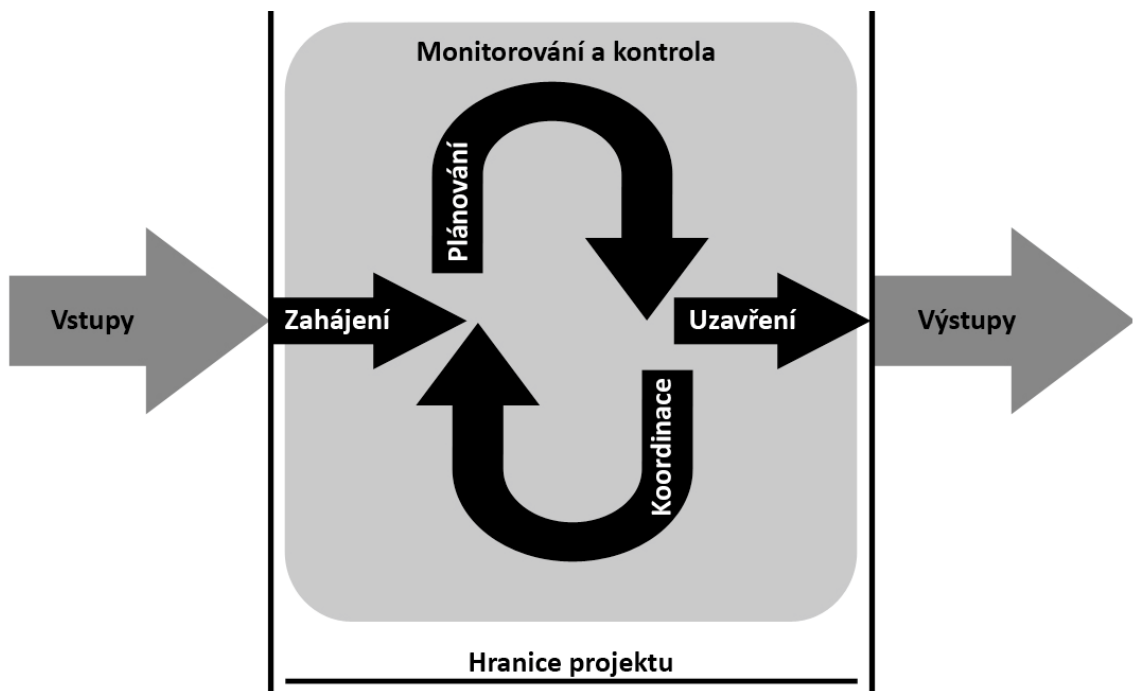 Monitorování a kontrola
Plánování
Vstupy
Zahájení
Uzavření
Výstupy
Koordinace
Hranice projektu